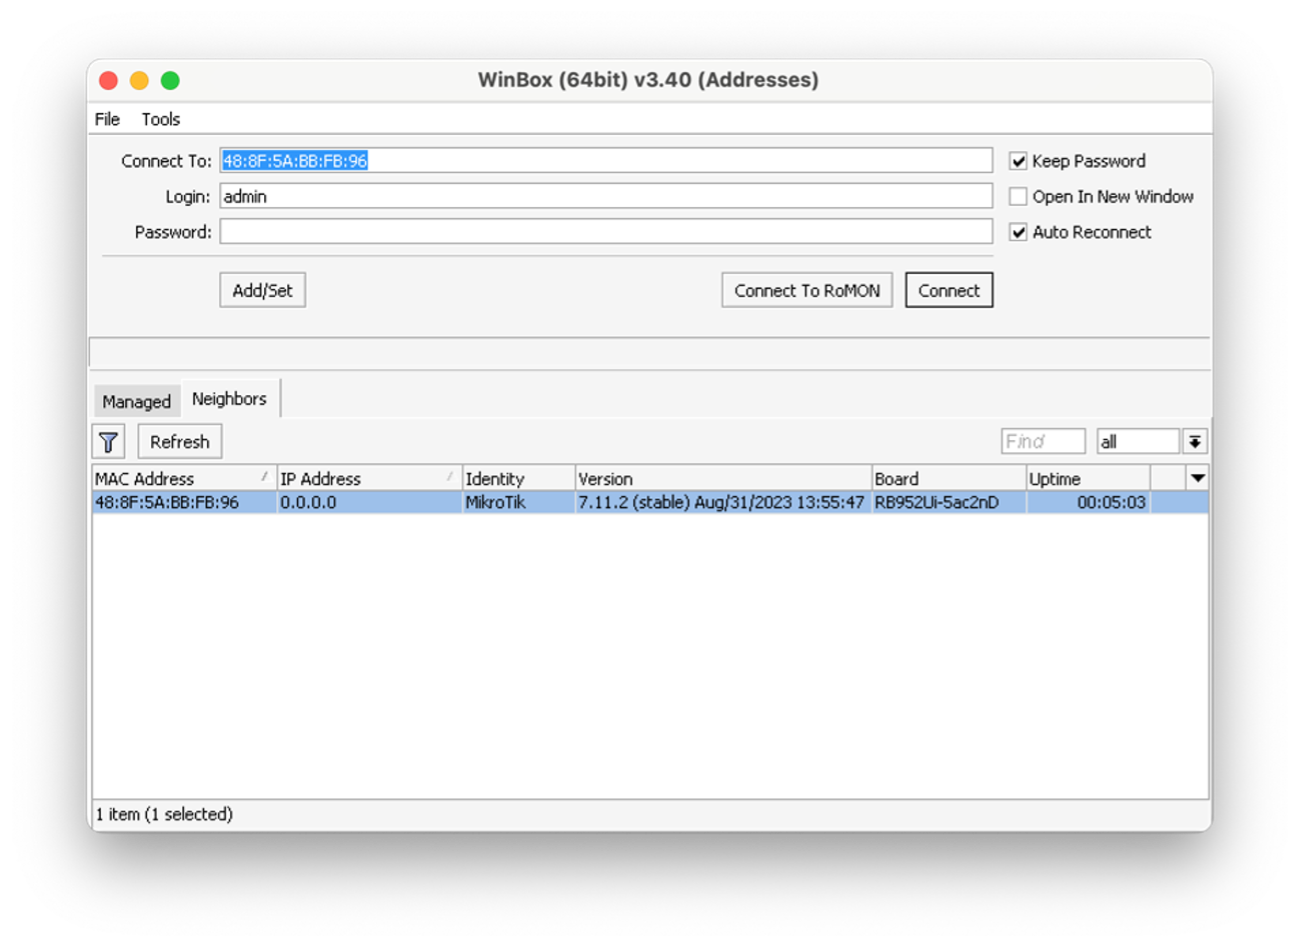 WinBox (64bit) v3.40 (Addresses)
File Tools
Connect To: 48:8F:5A:BB:FB:96 Keep Password
Login: admin Open In New Window
Password: Auto Reconnect
Add/Set Connect To RoMON Connect
Managed Neighbors
Refresh Find all
MAC Address IP Address Identity Version Board Uptime
48:8F:5A:BB:FB:96 0.0.0.0 MikroTik 7.11.2 (stable) Aug/31/2023 13:55:47 RB952Ui-5ac2nD 00:05:03
1 item (1 selected)